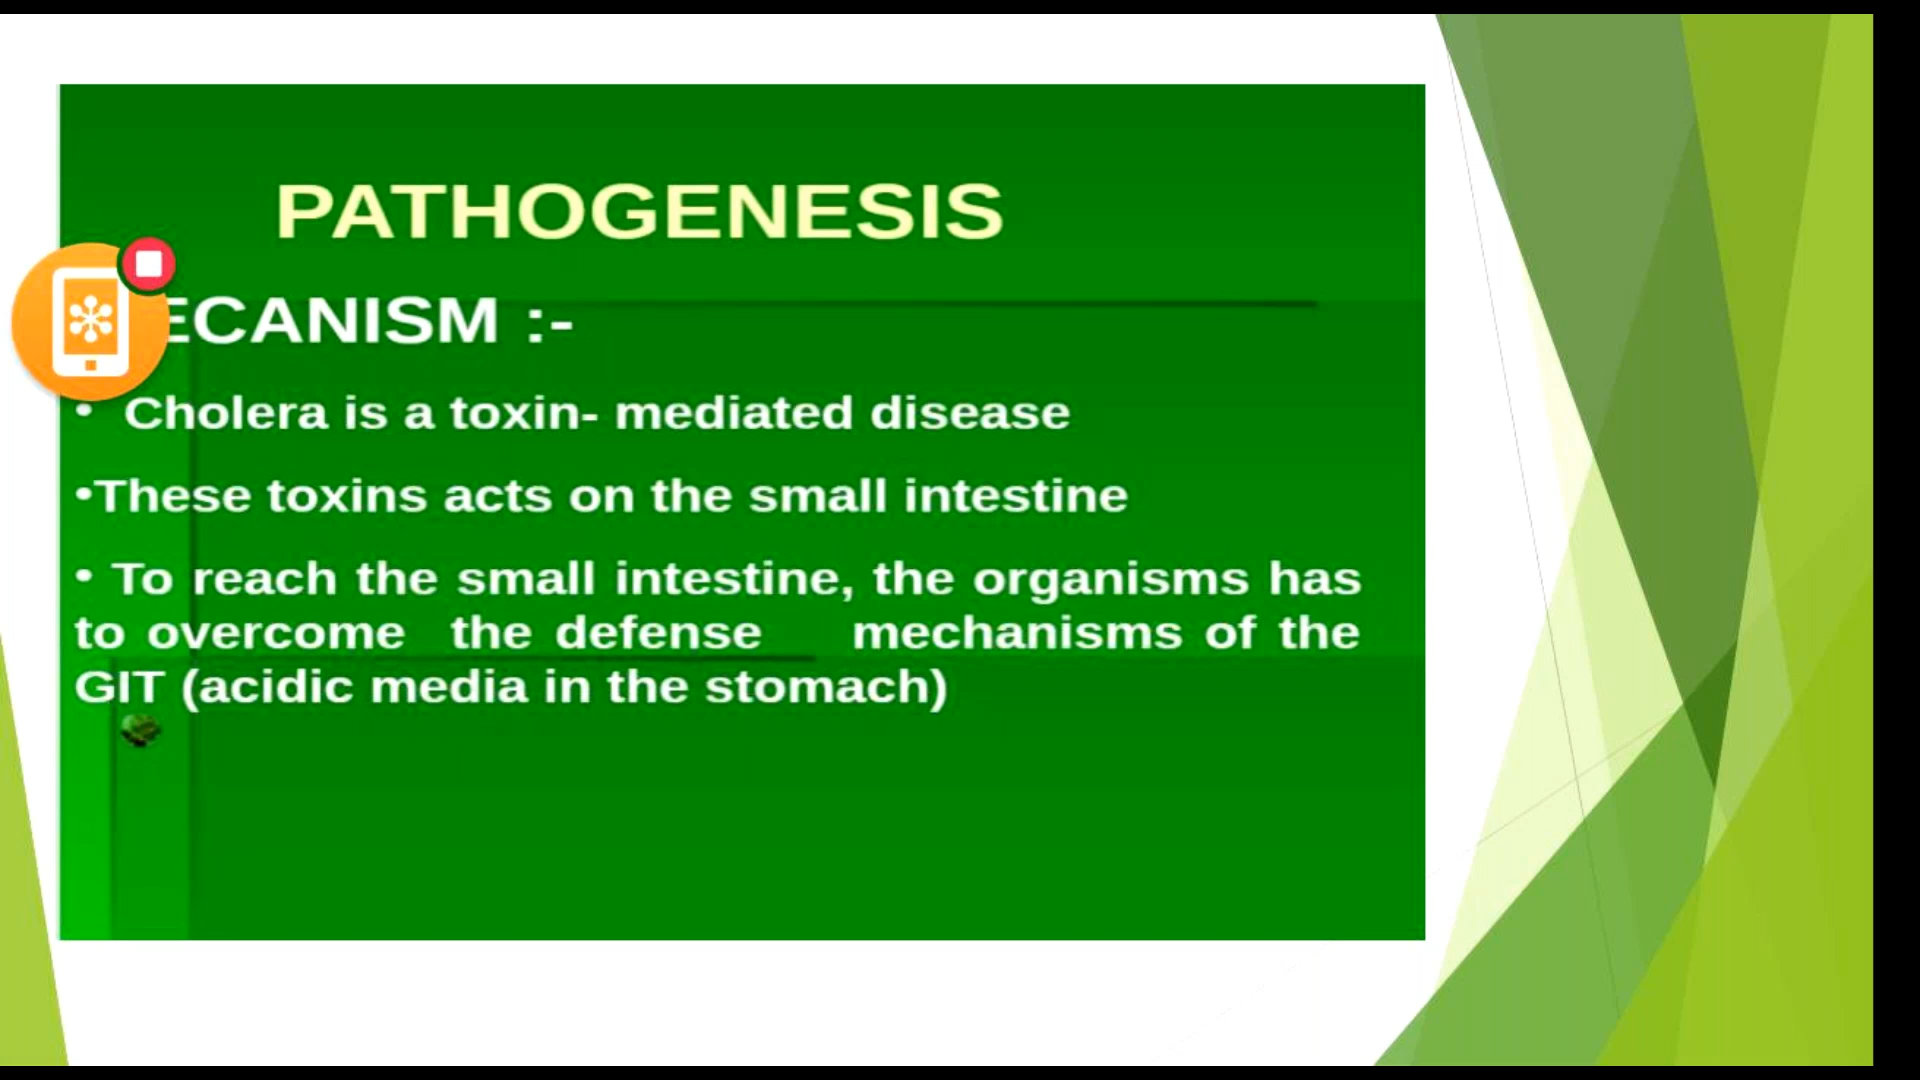 PATHOGENESIS
ECANISM :-
• Cholera is a toxin- mediated disease
•These toxins acts on the small intestine
• To reach the small intestine, the organisms has
to overcome the defense mechanisms of the
GIT (acidic media in the stomach)